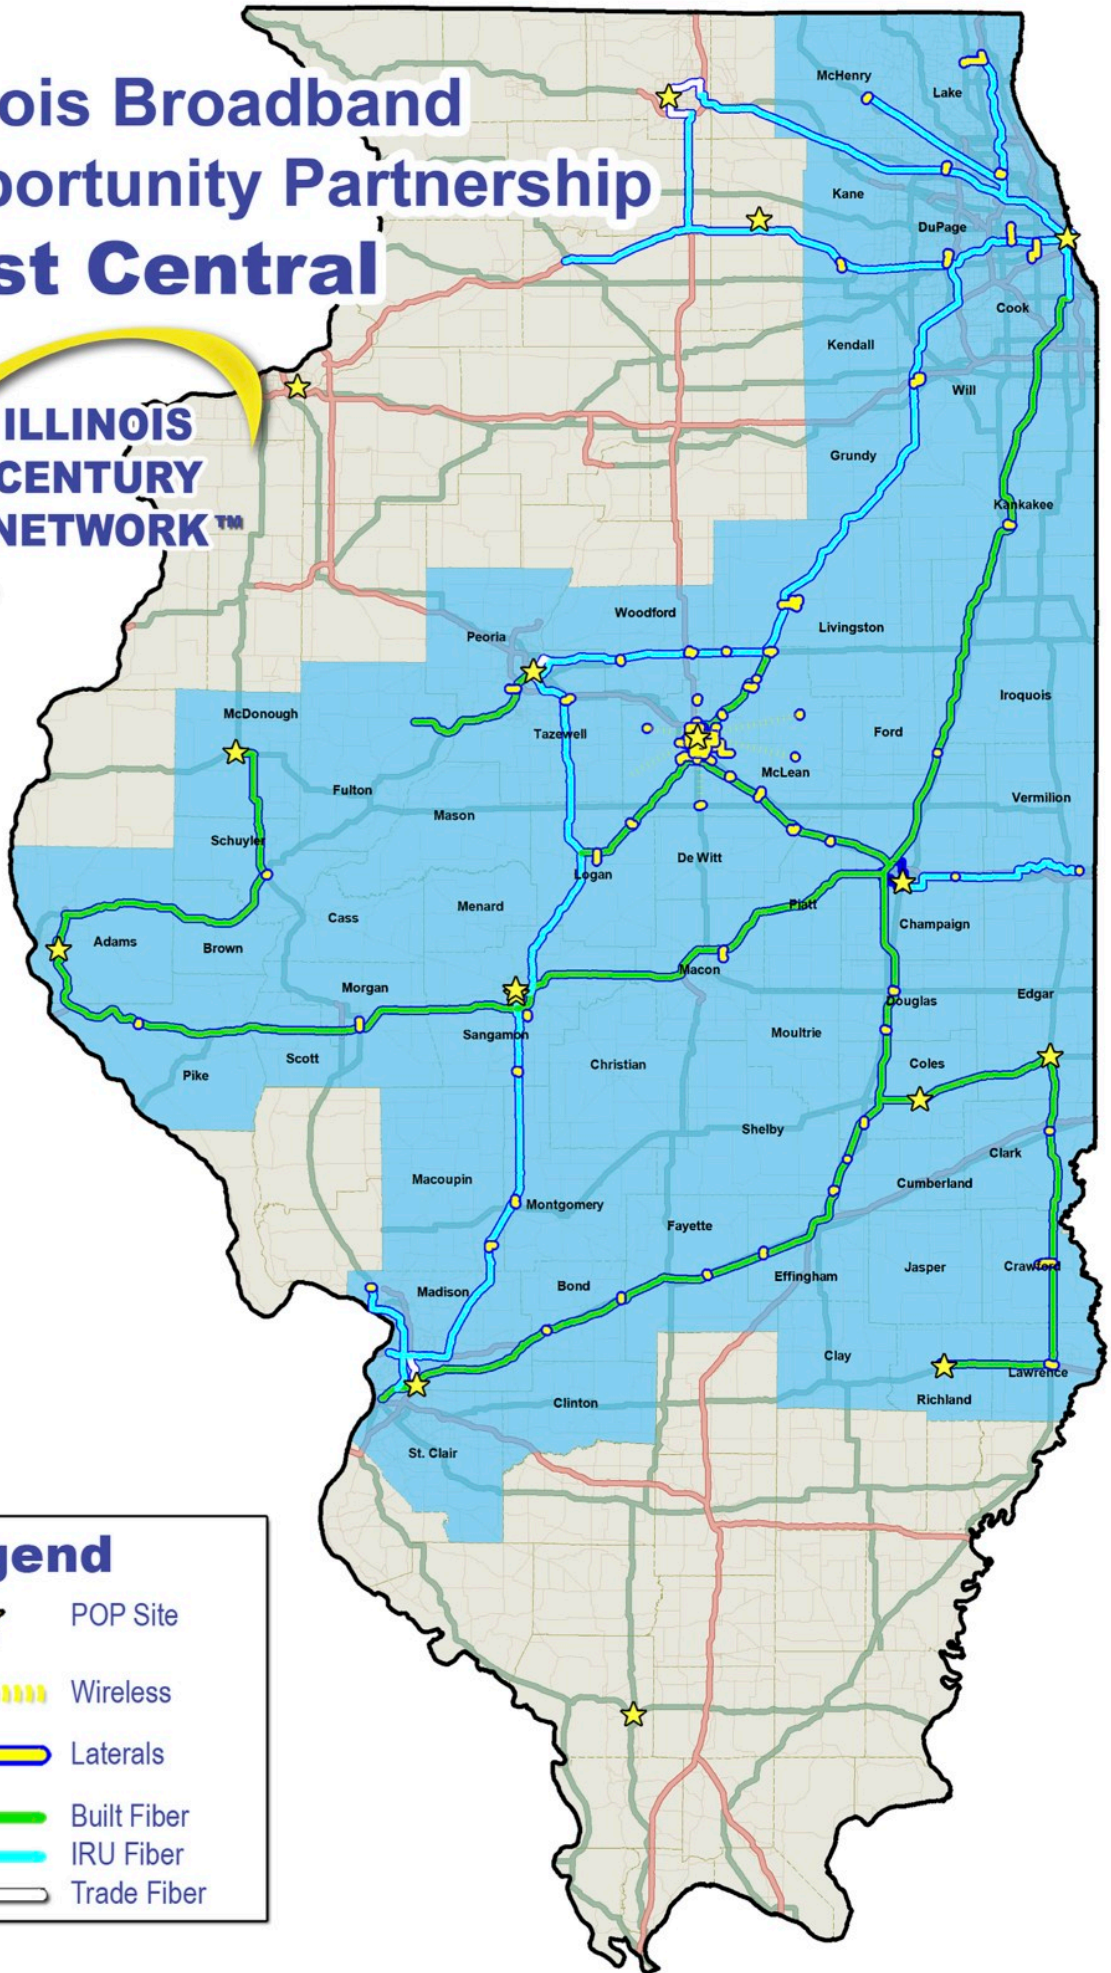 ois Broadband
portunity Partnership
st Central
ILLINOIS
CENTURY
NETWORK™
McHenry
Lake
Kane
DuPage
Cook
Kendall
Will
Grundy
Kankakee
Woodford
Peoria
Livingston
Iroquois
McDonough
Tazewell
Ford
McLean
Fulton
Vermilion
Mason
Schuyler
De Witt
Logan
Piatt
Menard
Cass
Champaign
Adams
Brown
Macon
Morgan
Edgar
Douglas
Sangamon
Moultrie
Scott
Christian
Coles
Pike
Shelby
Clark
Macoupin
Cumberland
Montgomery
Fayette
Jasper
Crawford
Effingham
Bond
Madison
Clay
Lawrence
Richland
Clinton
St. Clair
gend
POP Site
Wireless
Laterals
Built Fiber
IRU Fiber
Trade Fiber